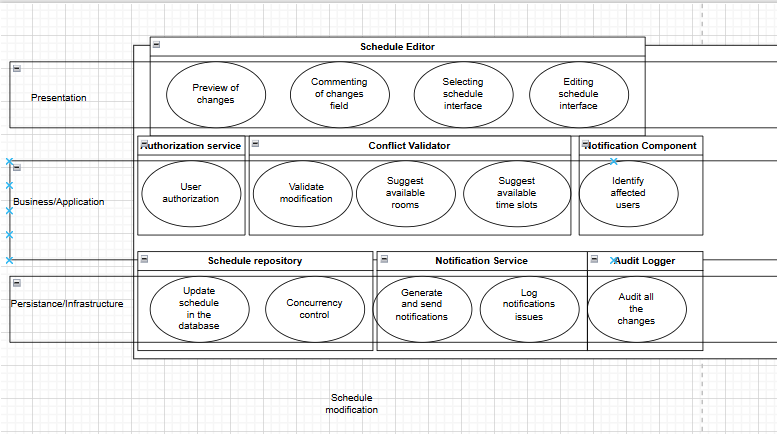 Schedule Editor
Presentation
Preview of
changes
Commenting
of changes
field
Selecting
schedule
interface
Editing
schedule
interface
Authorization service
Conflict Validator
Notification Component
Business/Application
User
authorization
Validate
modification
Suggest
available
rooms
Suggest
available
time slots
Identify
affected
users
Schedule repository
Notification Service
Audit Logger
Persistance/Infrastructure
Update
schedule
in the
database
Concurrency
control
Generate
and send
notifications
Log
notifications
issues
Audit all
the
changes
Schedule
modification